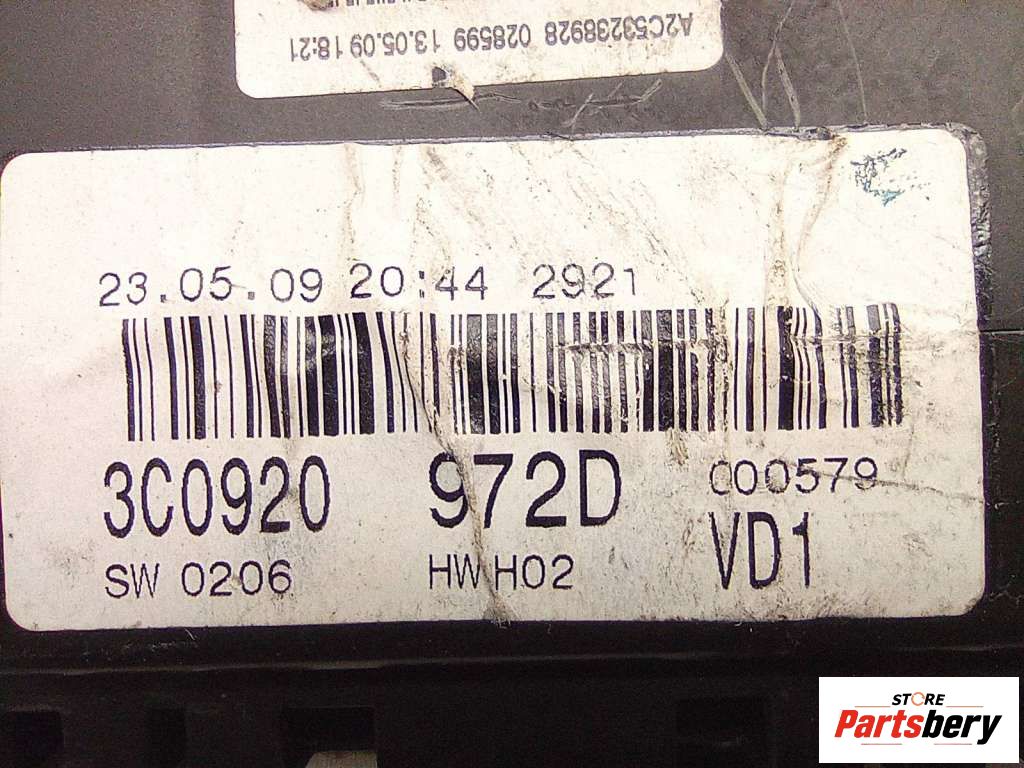 A2C53238928 028599 13.05.09 18:21
23.05.09 20:44 2921
3C0920 972D 000579
SW 0206 HW H02 VD1
STORE
Partsbery